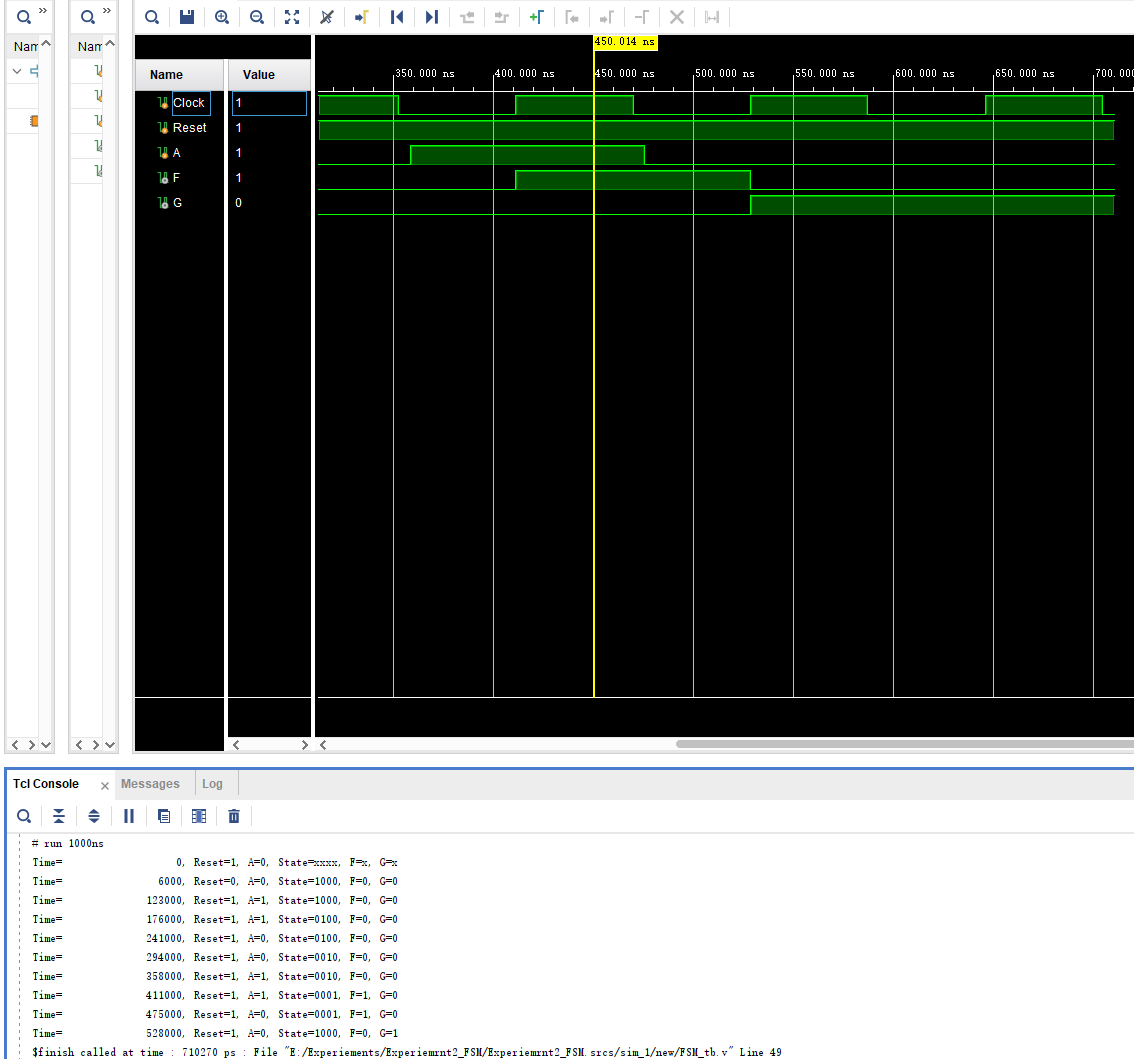 Nam
Nam
450.014 ns
Name
Value
350.000 ns
400.000 ns
450.000 ns
500.000 ns
550.000 ns
600.000 ns
650.000 ns
700.000
Clock
1
Reset
1
A
1
F
1
G
0
Tcl Console
Messages
Log
# run 1000ns
Time= 0, Reset=1, A=0, State=xxxx, F=x, G=x
Time= 6000, Reset=0, A=0, State=1000, F=0, G=0
Time= 123000, Reset=1, A=1, State=1000, F=0, G=0
Time= 176000, Reset=1, A=1, State=0100, F=0, G=0
Time= 241000, Reset=1, A=0, State=0100, F=0, G=0
Time= 294000, Reset=1, A=0, State=0010, F=0, G=0
Time= 358000, Reset=1, A=1, State=0010, F=0, G=0
Time= 411000, Reset=1, A=1, State=0001, F=1, G=0
Time= 475000, Reset=1, A=0, State=0001, F=1, G=0
Time= 528000, Reset=1, A=0, State=1000, F=0, G=1
$finish called at time : 710270 ps : File "E:/Experiements/Experiemrnt2_FSM/Experiemrnt2_FSM.srcs/sim_1/new/FSM_tb.v" Line 49